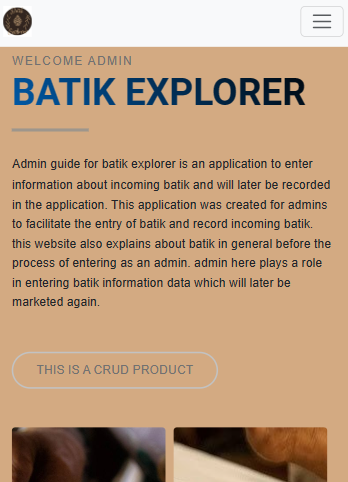 WELCOME ADMIN
BATIK EXPLORER
Admin guide for batik explorer is an application to enter
information about incoming batik and will later be recorded
in the application. This application was created for admins
to facilitate the entry of batik and record incoming batik.
this website also explains about batik in general before the
process of entering as an admin. admin here plays a role
in entering batik information data which will later be
marketed again.
THIS IS A CRUD PRODUCT